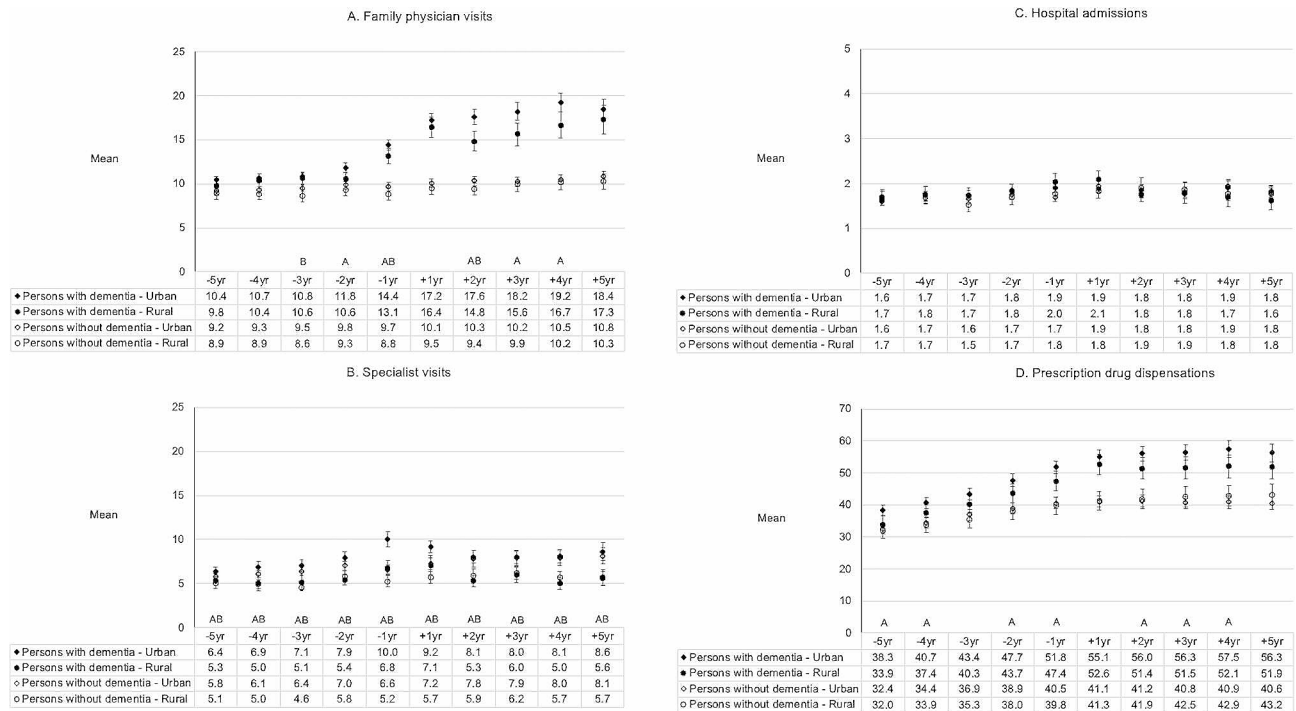 A. Family physician visits
25
20
15
Mean
10
5
B A AB AB A A
0
-5yr -4yr -3yr -2yr -1yr +1yr +2yr +3yr +4yr +5yr
Persons with dementia - Urban 10.4 10.7 10.8 11.8 14.4 17.2 17.6 18.2 19.2 18.4
Persons with dementia - Rural 9.8 10.4 10.6 10.6 13.1 16.4 14.8 15.6 16.7 17.3
Persons without dementia - Urban 9.2 9.3 9.5 9.8 9.7 10.1 10.3 10.2 10.5 10.8
Persons without dementia - Rural 8.9 8.9 8.6 9.3 8.8 9.5 9.4 9.9 10.2 10.3
B. Specialist visits
25
20
15
Mean
10
5
AB AB AB AB AB AB AB AB AB AB
0
-5yr -4yr -3yr -2yr -1yr +1yr +2yr +3yr +4yr +5yr
Persons with dementia - Urban 6.4 6.9 7.1 7.9 10.0 9.2 8.1 8.0 8.1 8.6
Persons with dementia - Rural 5.3 5.0 5.1 5.4 6.8 7.1 5.3 6.0 5.0 5.6
Persons without dementia - Urban 5.8 6.1 6.4 7.0 6.6 7.2 7.8 7.9 8.0 8.1
Persons without dementia - Rural 5.1 5.0 4.6 5.8 5.2 5.7 5.9 6.2 5.7 5.7
C. Hospital admissions
5
4
3
Mean
2
1
0
-5yr -4yr -3yr -2yr -1yr +1yr +2yr +3yr +4yr +5yr
Persons with dementia - Urban 1.6 1.7 1.7 1.8 1.9 1.9 1.8 1.8 1.9 1.8
Persons with dementia - Rural 1.7 1.8 1.7 1.8 2.0 2.1 1.8 1.8 1.7 1.6
Persons without dementia - Urban 1.6 1.7 1.6 1.7 1.7 1.9 1.8 1.8 1.9 1.8
Persons without dementia - Rural 1.7 1.7 1.5 1.7 1.8 1.8 1.9 1.9 1.8 1.8
D. Prescription drug dispensations
70
60
50
40
Mean
30
20
10
A A A A A A A
0
-5yr -4yr -3yr -2yr -1yr +1yr +2yr +3yr +4yr +5yr
Persons with dementia - Urban 38.3 40.7 43.4 47.7 51.8 55.1 56.0 56.3 57.5 56.3
Persons with dementia - Rural 33.9 37.4 40.3 43.7 47.4 52.6 51.4 51.5 52.1 51.9
Persons without dementia - Urban 32.4 34.4 36.9 38.9 40.5 41.1 41.2 40.8 40.9 40.6
Persons without dementia - Rural 32.0 33.9 35.3 38.0 39.8 41.3 41.9 42.5 42.9 43.2